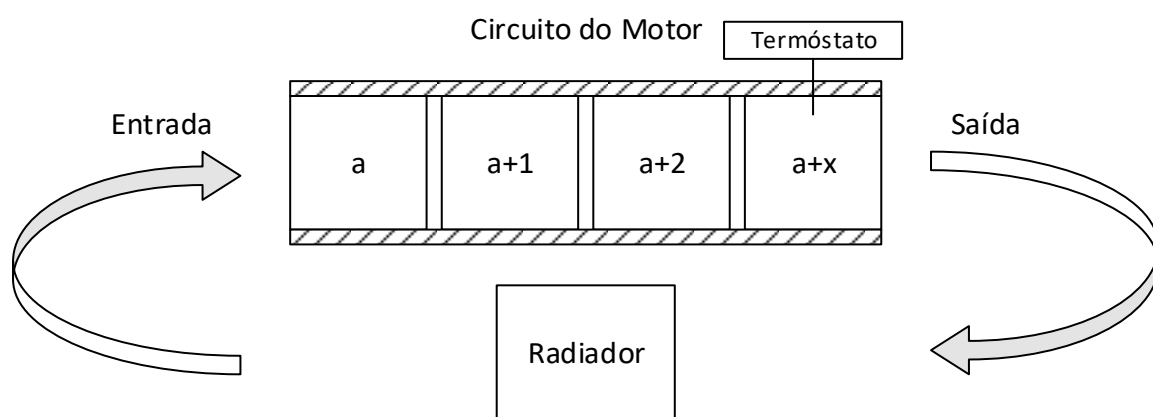 Circuito do Motor
Termóstato
Entrada
Saída
a
a+1
a+2
a+x
Radiador